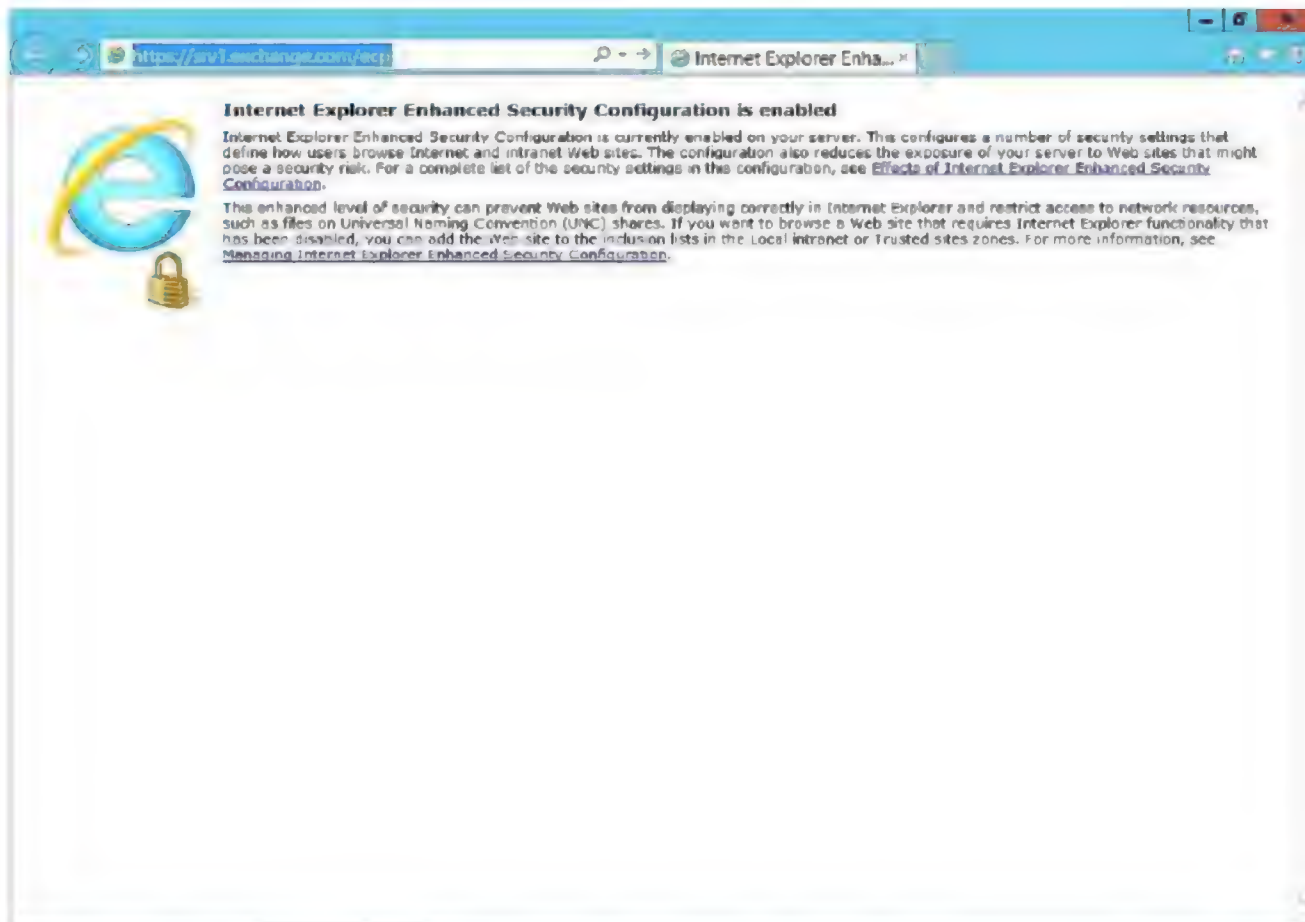 https://srv1.exchange.com/ecp
Internet Explorer Enha...
Internet Explorer Enhanced Security Configuration is enabled
Internet Explorer Enhanced Security Configuration is currently enabled on your server. This configures a number of security settings that
define how users browse Internet and intranet Web sites. The configuration also reduces the exposure of your server to Web sites that might
pose a security risk. For a complete list of the security settings in this configuration, see Effects of Internet Explorer Enhanced Security
Configuration.
This enhanced level of security can prevent Web sites from displaying correctly in Internet Explorer and restrict access to network resources,
such as files on Universal Naming Convention (UNC) shares. If you want to browse a Web site that requires Internet Explorer functionality that
has been disabled, you can add the Web site to the inclusion lists in the Local intranet or Trusted sites zones. For more information, see
Managing Internet Explorer Enhanced Security Configuration.